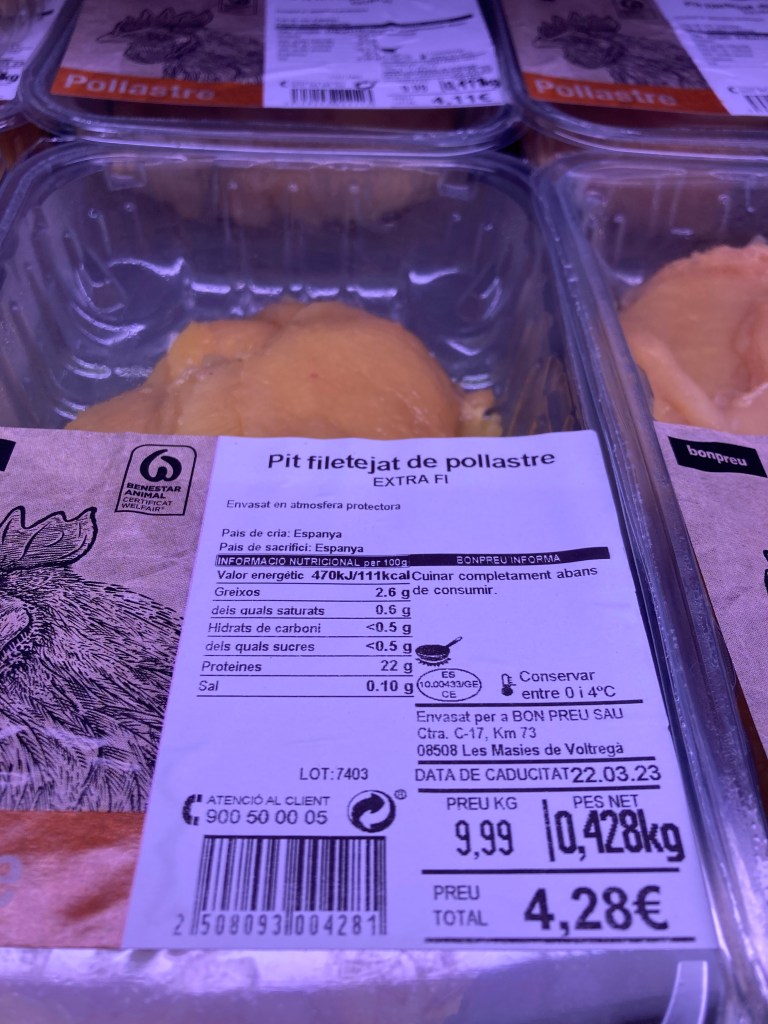 Pollastre
4,11€
Pollastre
bonpreu
BENESTAR
ANIMAL
CERTIFICAT
WELFAIR®
Pit filetejat de pollastre
EXTRA FI
Envasat en atmosfera protectora
Pais de cria: Espanya
Pais de sacrifici: Espanya
INFORMACIÓ NUTRICIONAL per 100g
Valor energétic 470kJ/111kcal
Greixos 2.6 g
dels quals saturats 0.6 g
Hidrats de carboni <0.5 g
dels quals sucres <0.5 g
Proteines 22 g
Sal 0.10 g
BONPREU INFORMA
Cuinar completament abans
de consumir.
ES
10.00433/GE
CE
Conservar
entre 0 i 4ºC
Envasat per a BON PREU SAU
Ctra. C-17, Km 73
08508 Les Masies de Voltregà
LOT:7403
DATA DE CADUCITAT 22.03.23
ATENCIÓ AL CLIENT
900 50 00 05
PREU KG
9,99
PES NET
0,428kg
PREU
TOTAL
4,28€
2 508093 004281